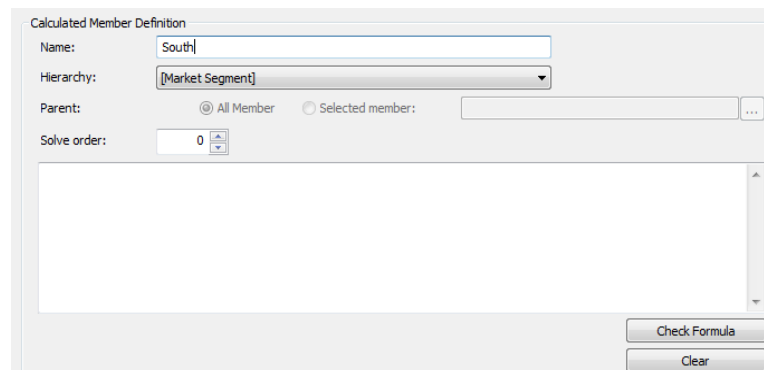 Calculated Member Definition
Name: South
Hierarchy: [Market Segment]
Parent: All Member Selected member: ...
Solve order: 0
Check Formula
Clear